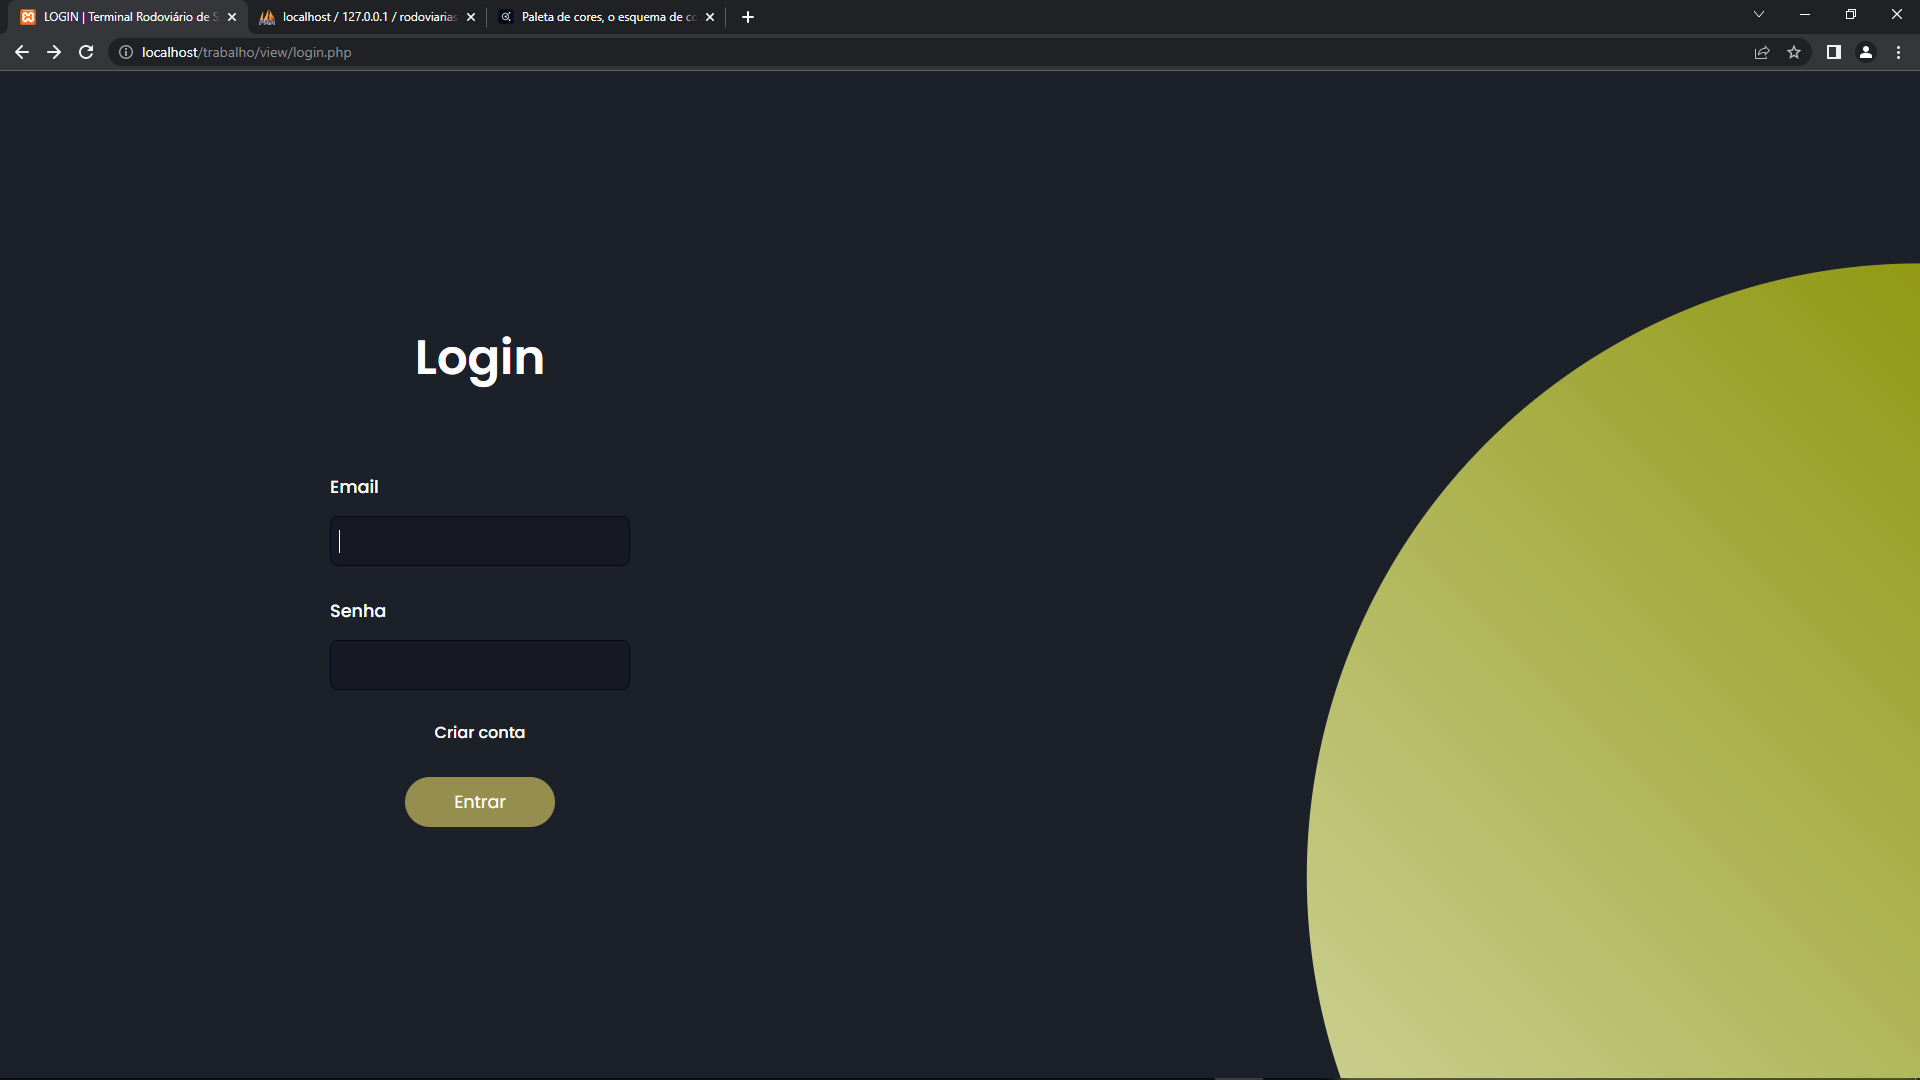 LOGIN | Terminal Rodoviário de S
localhost / 127.0.0.1 / rodoviarias
Paleta de cores, o esquema de co
localhost/trabalho/view/login.php
Login
Email
Senha
Criar conta
Entrar